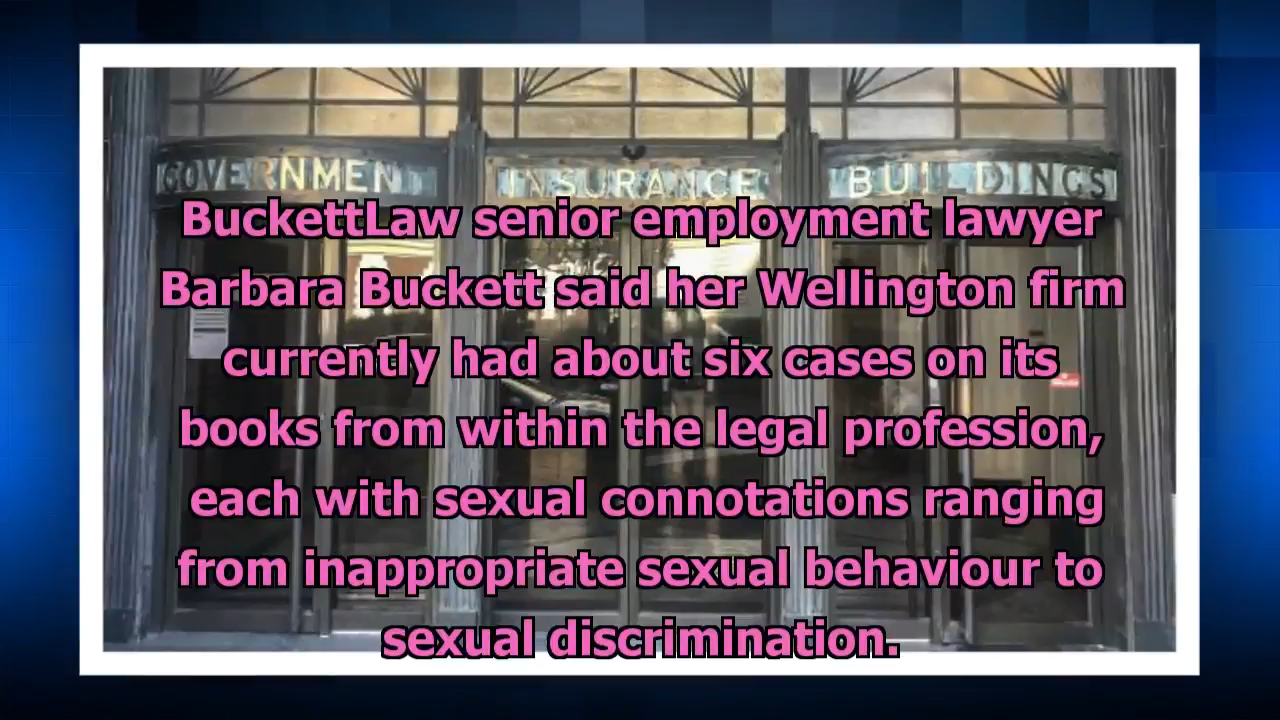 GOVERNMENT INSURANCE BUILDINGS
BuckettLaw senior employment lawyer
Barbara Buckett said her Wellington firm
currently had about six cases on its
books from within the legal profession,
each with sexual connotations ranging
from inappropriate sexual behaviour to
sexual discrimination.